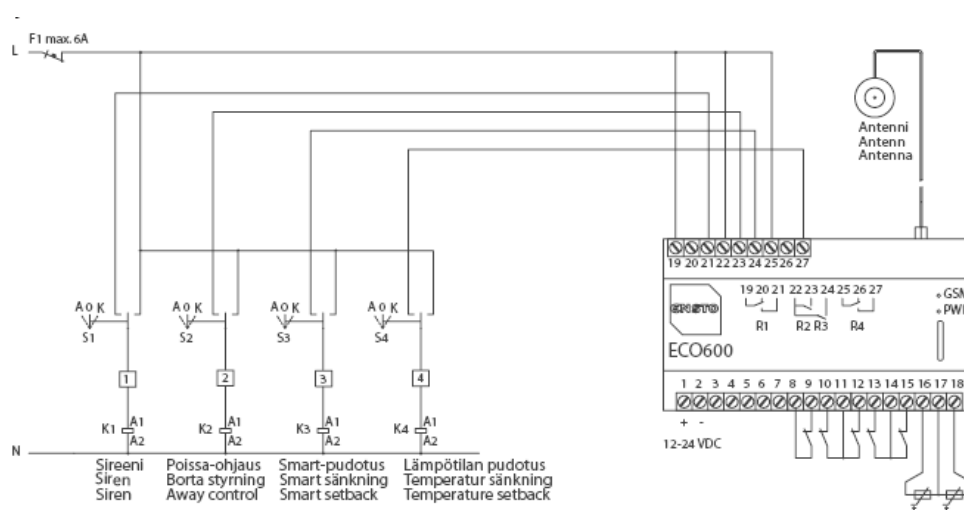 F1 max. 6A
L
Antenni
Antenn
Antenna
19 20 21 22 23 24 25 26 27
19 20 21 22 23 24 25 26 27
R1 R2 R3 R4
ENSTO
ECO600
GSM
PWR
A 0 K A 0 K A 0 K A 0 K
S1 S2 S3 S4
1 2 3 4
1 2 3 4 5 6 7 8 9 10 11 12 13 14 15 16 17 18
+ -
12-24 VDC
K1 A1 K2 A1 K3 A1 K4 A1
A2 A2 A2 A2
N
Sireeni Poissa-ohjaus Smart-pudotus Lämpötilan pudotus
Siren Borta styrning Smart sänkning Temperatur sänkning
Siren Away control Smart setback Temperature setback